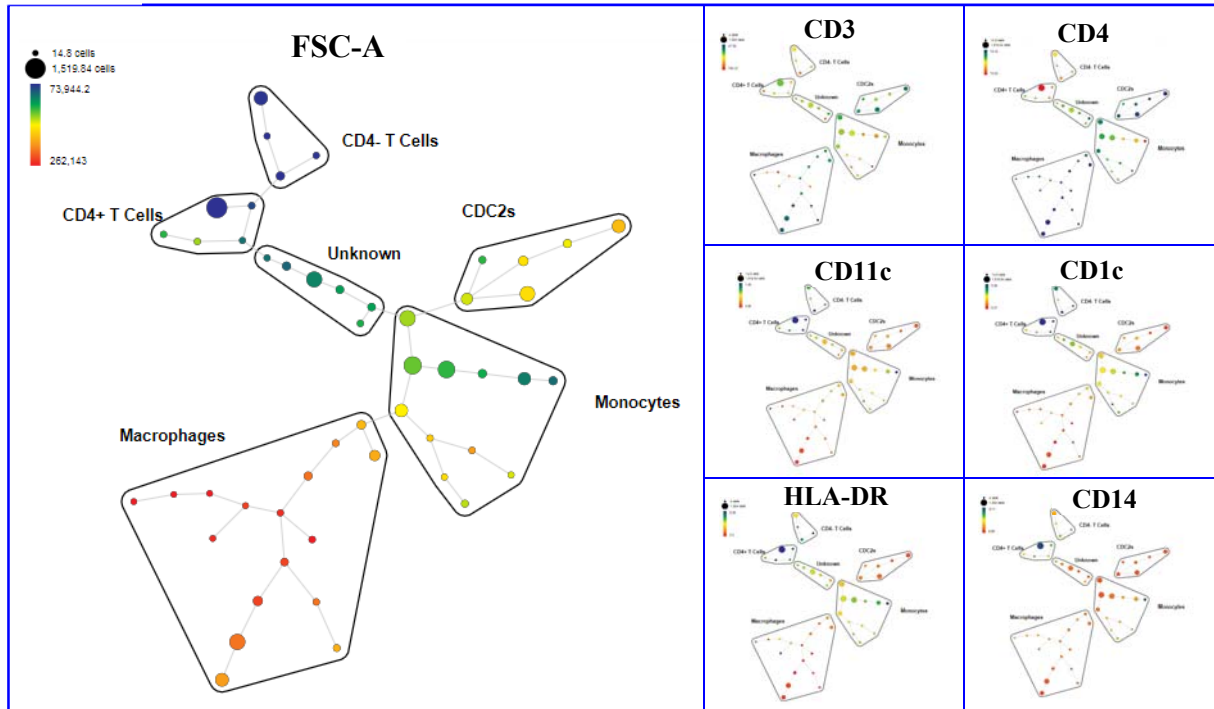 FSC-A
14.8 cells
1,519.84 cells
73,944.2
262,143
CD4- T Cells
CD4+ T Cells
CDC2s
Unknown
Monocytes
Macrophages
CD3
CD4- T Cells
CD4+ T Cells
CDC2s
Unknown
Monocytes
Macrophages
CD4
CD4- T Cells
CD4+ T Cells
CDC2s
Unknown
Monocytes
Macrophages
CD11c
CD4- T Cells
CD4+ T Cells
CDC2s
Unknown
Monocytes
Macrophages
CD1c
CD4- T Cells
CD4+ T Cells
CDC2s
Unknown
Monocytes
Macrophages
HLA-DR
CD4- T Cells
CD4+ T Cells
CDC2s
Unknown
Monocytes
Macrophages
CD14
CD4- T Cells
CD4+ T Cells
CDC2s
Unknown
Monocytes
Macrophages